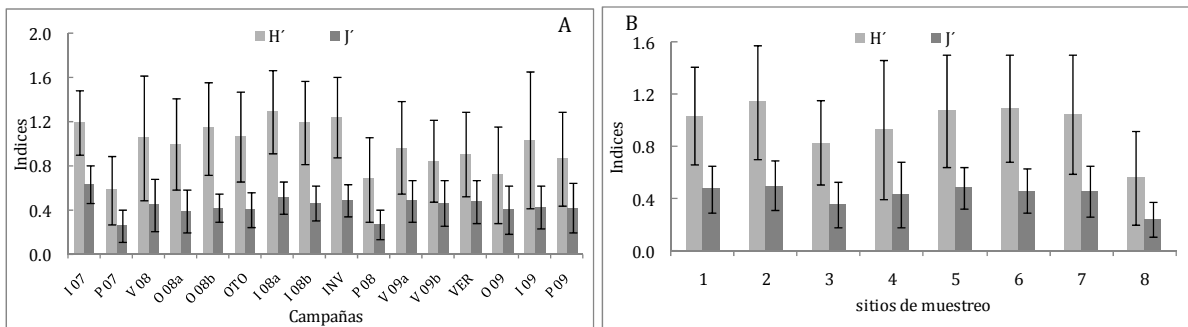 A
H´ J´
2.0
1.6
1.2
0.8
0.4
0.0
Indices
I 07 P 07 V 08 O 08a O 08b OTO I 08a I 08b INV P 08 V 09a V 09b VER O 09 I 09 P 09
Campañas
B
H´ J´
1.6
1.2
0.8
0.4
0.0
Indices
1 2 3 4 5 6 7 8
sitios de muestreo